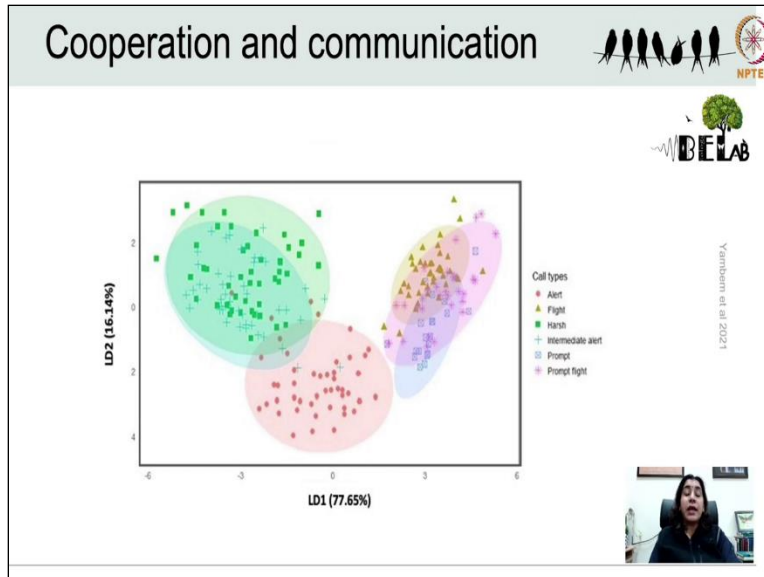 Cooperation and communication
NPTE
BELAB
LD2 (16.14%)
2
0
2
4
-6
-3
0
3
6
LD1 (77.65%)
Call types
Alert
Flight
Harsh
Intermediate alert
Prompt
Prompt flight
Yambem et al 2021